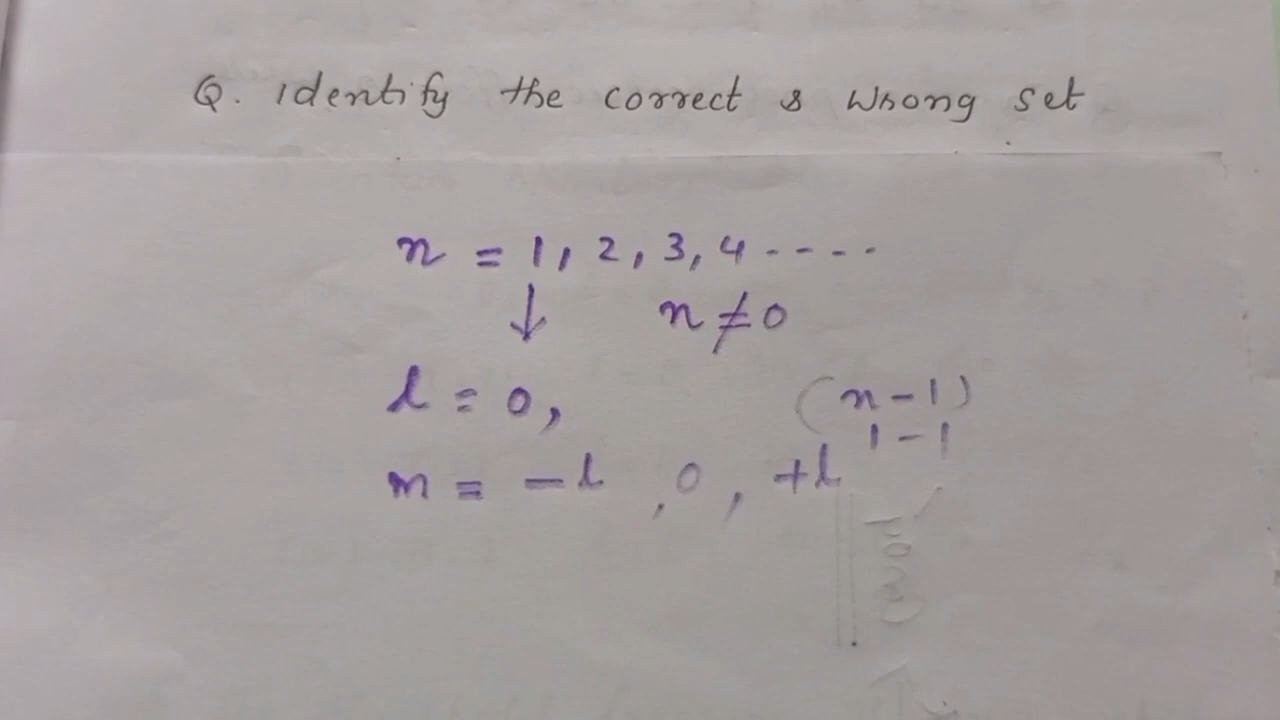 Q. Identify the correct & wrong set
n = 1, 2, 3, 4 - - - -
↓ n ≠ 0
l = 0, (n-1)
1-1
m = -l , 0 , +l